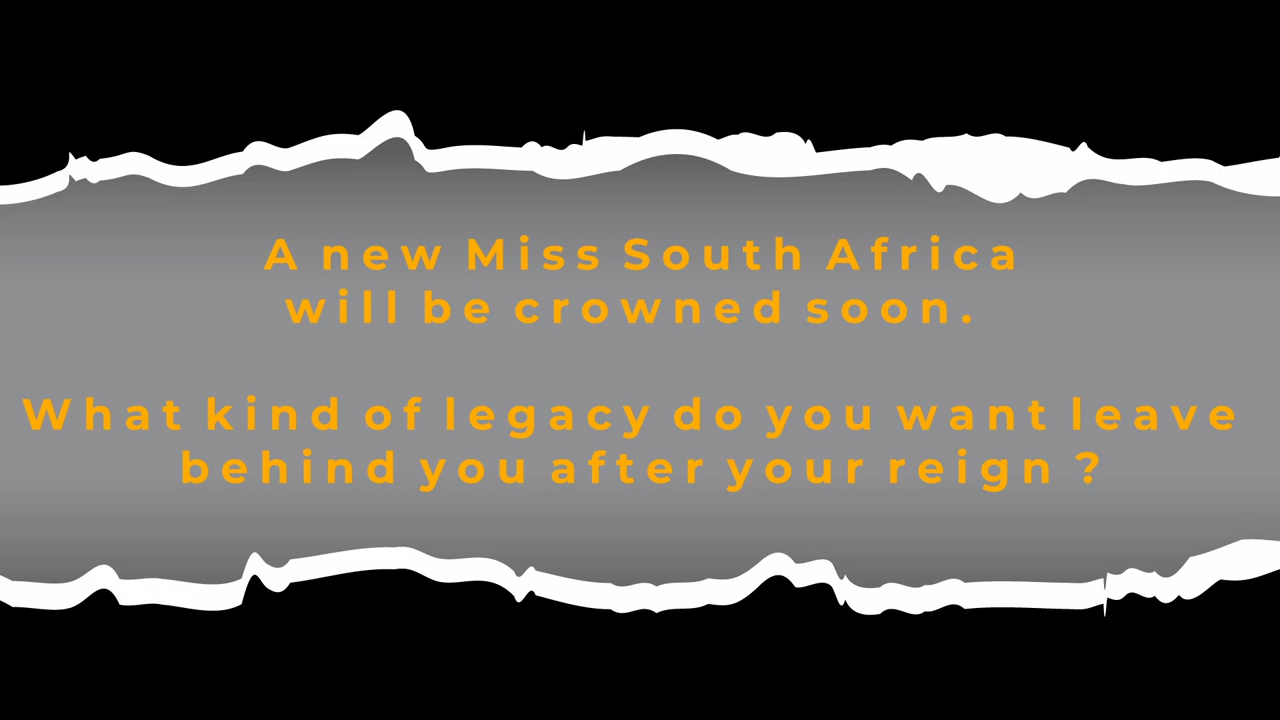 A new Miss South Africa
will be crowned soon.
What kind of legacy do you want leave
behind you after your reign ?